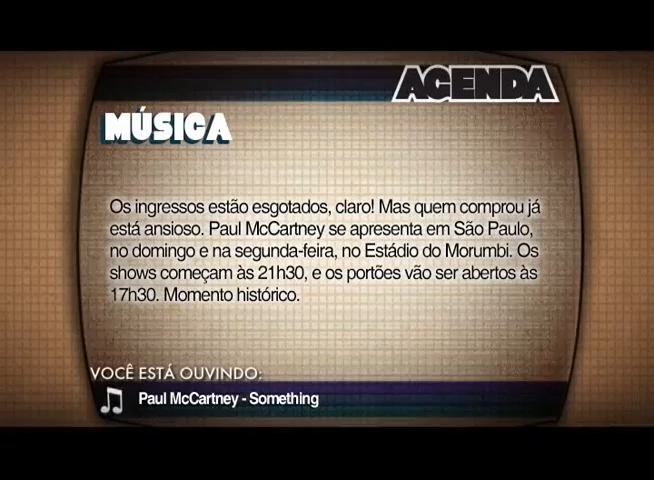 AGENDA
MÚSICA
Os ingressos estão esgotados, claro! Mas quem comprou já
está ansioso. Paul McCartney se apresenta em São Paulo,
no domingo e na segunda-feira, no Estádio do Morumbi. Os
shows começam às 21h30, e os portões vão ser abertos às
17h30. Momento histórico.
VOCÊ ESTÁ OUVINDO:
Paul McCartney - Something